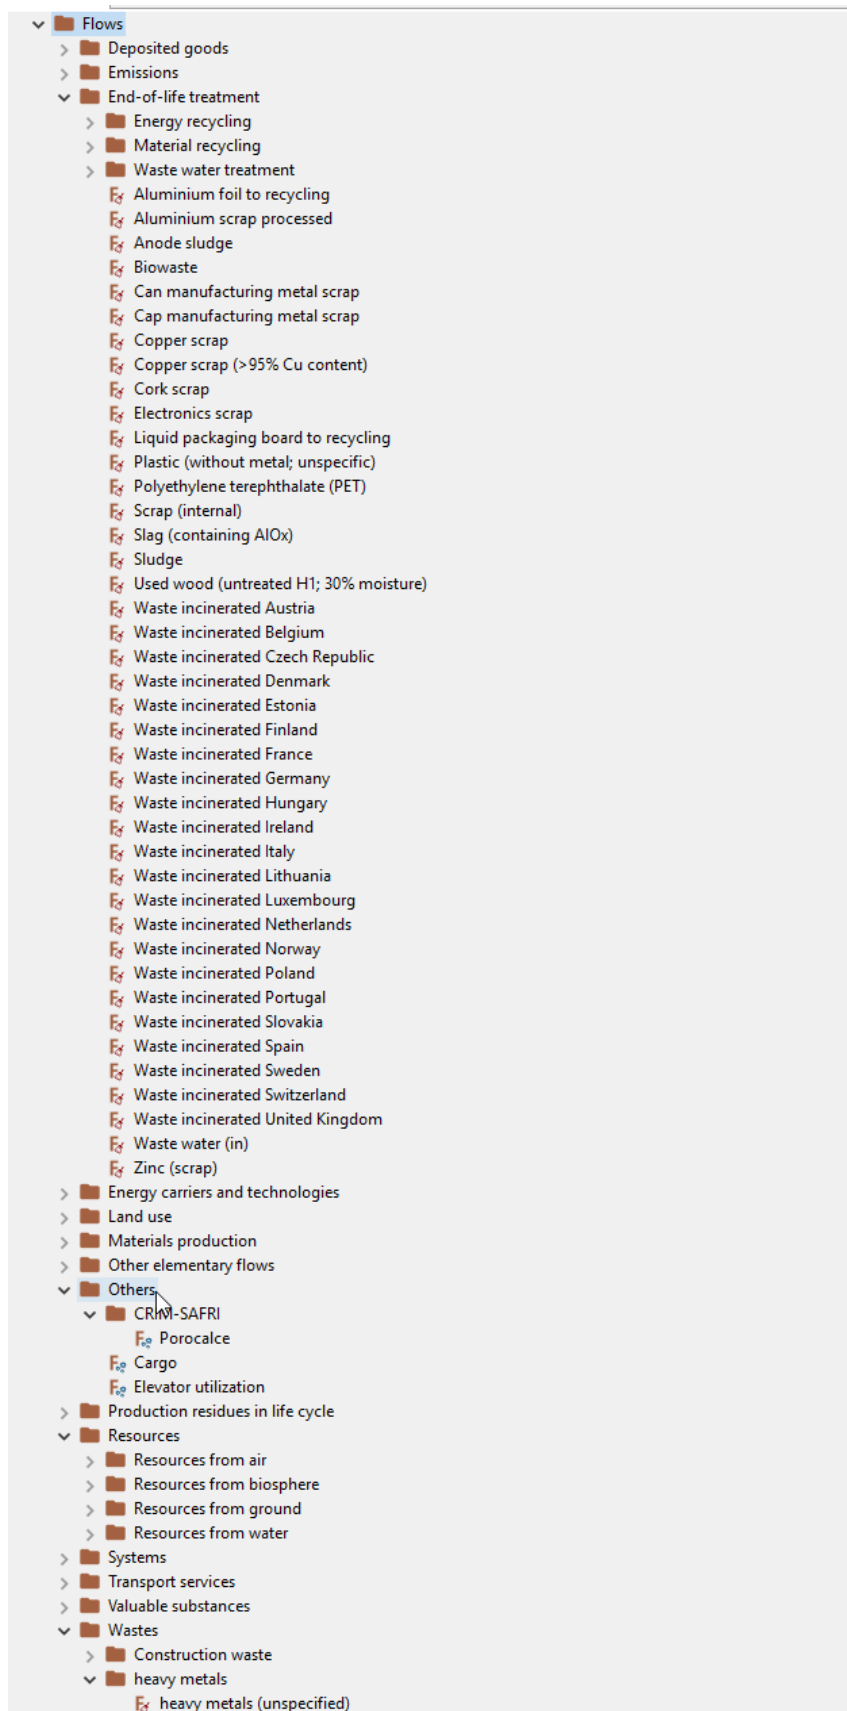 Flows
Deposited goods
Emissions
End-of-life treatment
Energy recycling
Material recycling
Waste water treatment
Aluminium foil to recycling
Aluminium scrap processed
Anode sludge
Biowaste
Can manufacturing metal scrap
Cap manufacturing metal scrap
Copper scrap
Copper scrap (>95% Cu content)
Cork scrap
Electronics scrap
Liquid packaging board to recycling
Plastic (without metal; unspecific)
Polyethylene terephthalate (PET)
Scrap (internal)
Slag (containing AlOx)
Sludge
Used wood (untreated H1; 30% moisture)
Waste incinerated Austria
Waste incinerated Belgium
Waste incinerated Czech Republic
Waste incinerated Denmark
Waste incinerated Estonia
Waste incinerated Finland
Waste incinerated France
Waste incinerated Germany
Waste incinerated Hungary
Waste incinerated Ireland
Waste incinerated Italy
Waste incinerated Lithuania
Waste incinerated Luxembourg
Waste incinerated Netherlands
Waste incinerated Norway
Waste incinerated Poland
Waste incinerated Portugal
Waste incinerated Slovakia
Waste incinerated Spain
Waste incinerated Sweden
Waste incinerated Switzerland
Waste incinerated United Kingdom
Waste water (in)
Zinc (scrap)
Energy carriers and technologies
Land use
Materials production
Other elementary flows
Others
CRIM-SAFRI
Porocalce
Cargo
Elevator utilization
Production residues in life cycle
Resources
Resources from air
Resources from biosphere
Resources from ground
Resources from water
Systems
Transport services
Valuable substances
Wastes
Construction waste
heavy metals
heavy metals (unspecified)